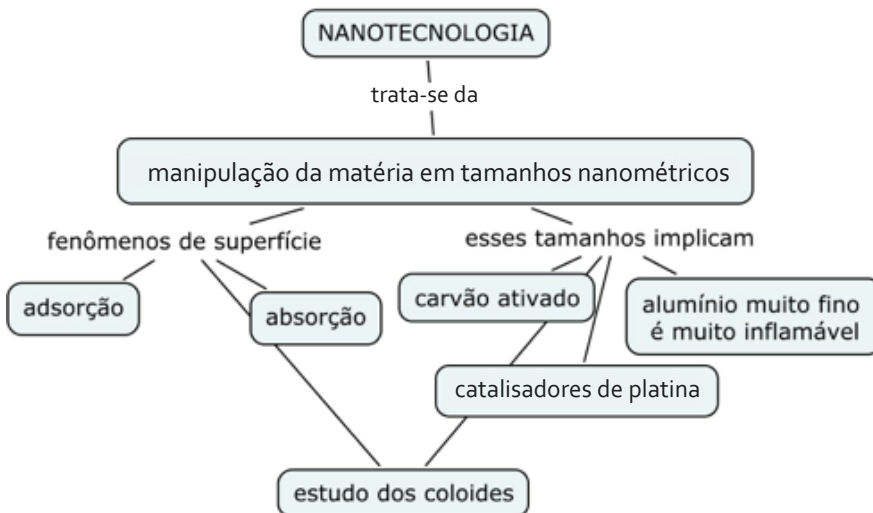 NANOTECNOLOGIA
trata-se da
manipulação da matéria em tamanhos nanométricos
fenômenos de superfície
esses tamanhos implicam
adsorção
absorção
carvão ativado
alumínio muito fino
é muito inflamável
catalisadores de platina
estudo dos coloides